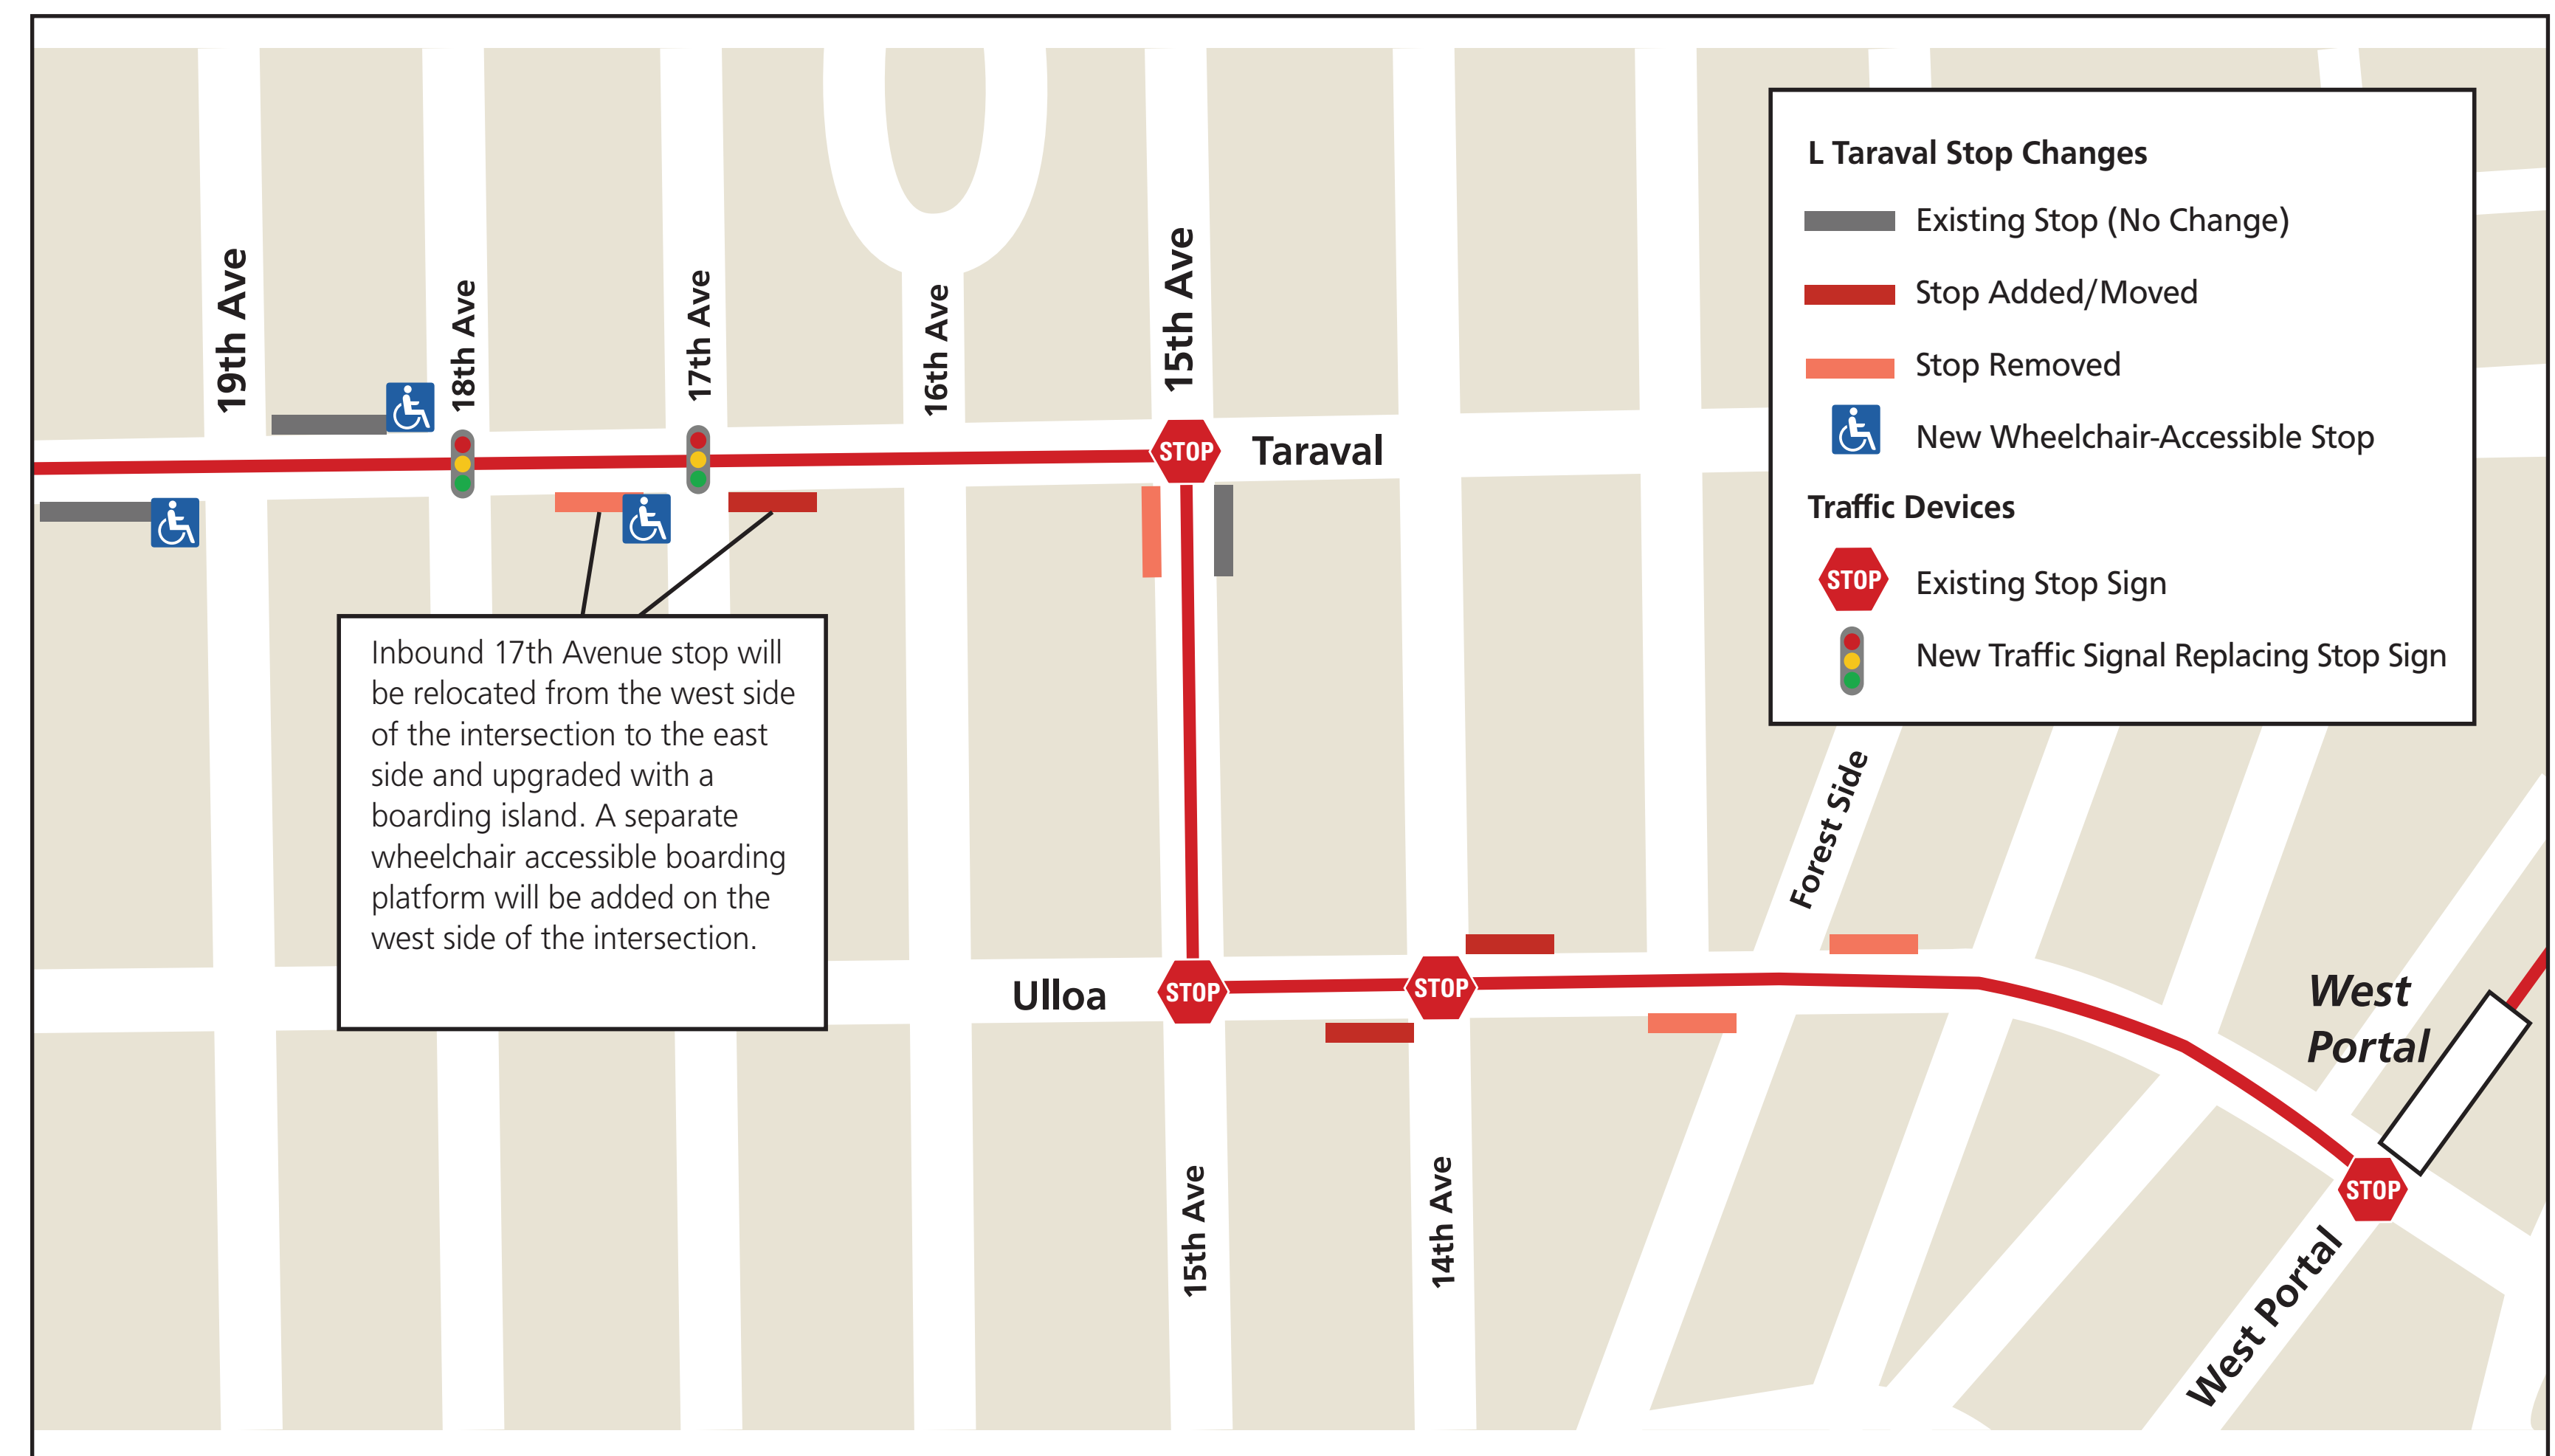 L Taraval Stop Changes
Existing Stop (No Change)
Stop Added/Moved
Stop Removed
New Wheelchair-Accessible Stop
Traffic Devices
STOP
Existing Stop Sign
New Traffic Signal Replacing Stop Sign
19th Ave
18th Ave
17th Ave
16th Ave
15th Ave
STOP
Taraval
Inbound 17th Avenue stop will
be relocated from the west side
of the intersection to the east
side and upgraded with a
boarding island. A separate
wheelchair accessible boarding
platform will be added on the
west side of the intersection.
Forest Side
Ulloa
STOP
STOP
West
Portal
STOP
15th Ave
14th Ave
West Portal